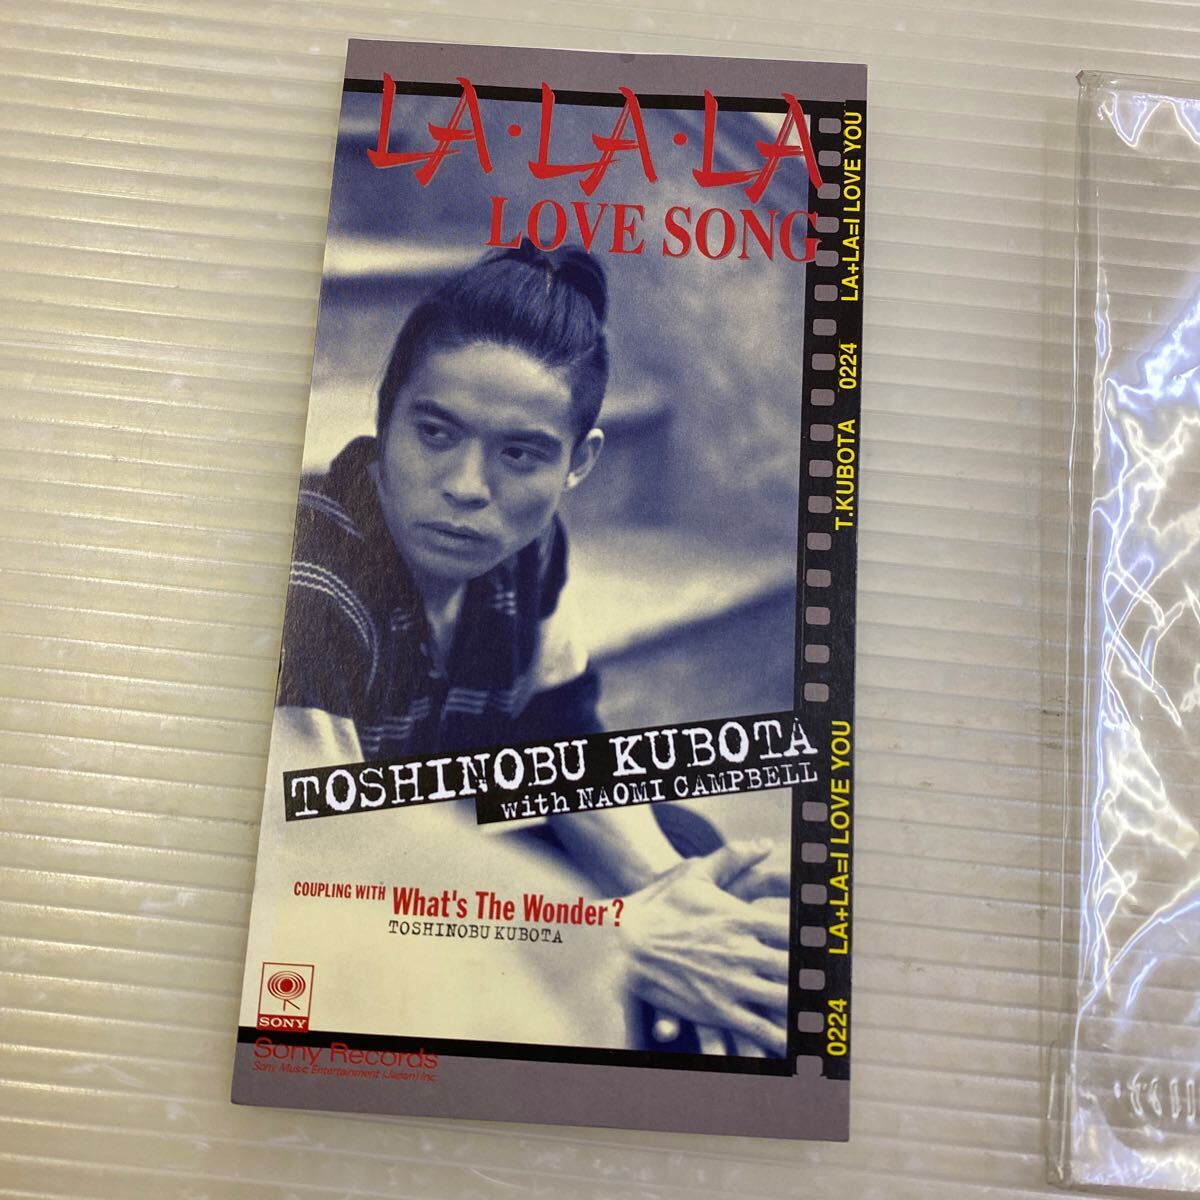 LA・LA・LA
LOVE SONG
TOSHINOBU KUBOTA
with NAOMI CAMPBELL
COUPLING WITH What's The Wonder?
TOSHINOBU KUBOTA
SONY
Sony Records
Sony Music Entertainment (Japan) Inc.
0224 LA+LA=I LOVE YOU T.KUBOTA 0224 LA+LA=I LOVE YOU